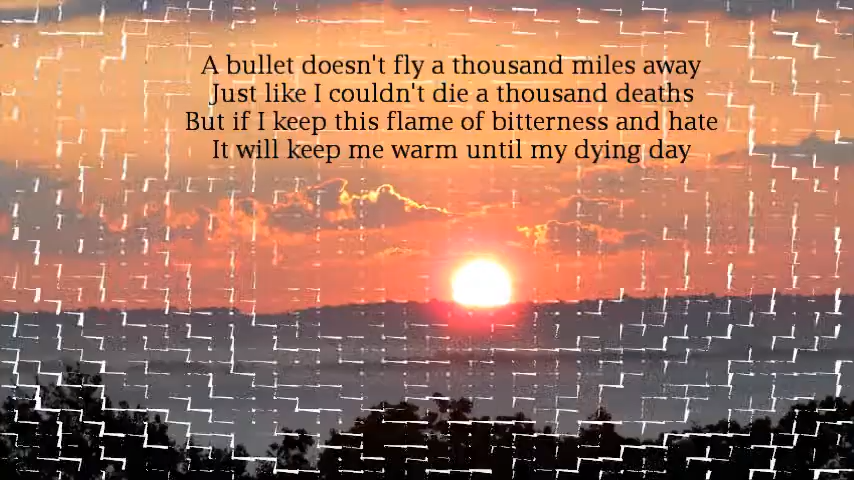 A bullet doesn't fly a thousand miles away
Just like I couldn't die a thousand deaths
But if I keep this flame of bitterness and hate
It will keep me warm until my dying day